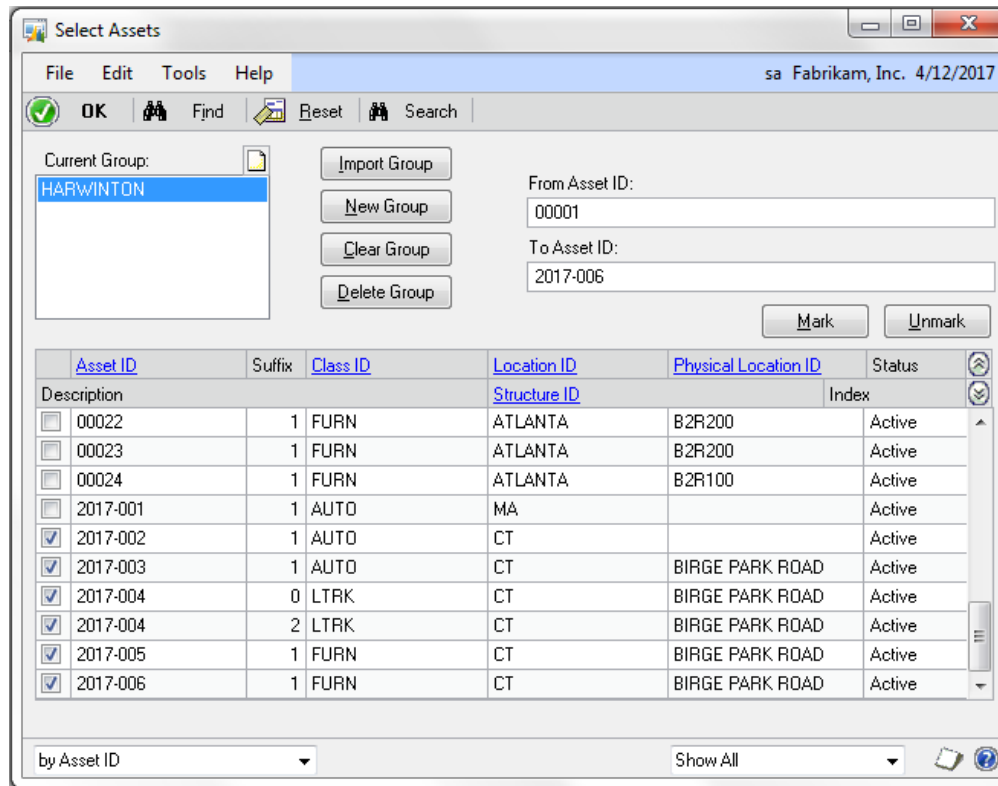 Select Assets
File Edit Tools Help sa Fabrikam, Inc. 4/12/2017
OK Find Reset Search
Current Group:
HARWINTON
Import Group
New Group
Clear Group
Delete Group
From Asset ID:
00001
To Asset ID:
2017-006
Mark Unmark
Asset ID Suffix Class ID Location ID Physical Location ID Status
Description Structure ID Index
00022 1 FURN ATLANTA B2R200 Active
00023 1 FURN ATLANTA B2R200 Active
00024 1 FURN ATLANTA B2R100 Active
2017-001 1 AUTO MA Active
2017-002 1 AUTO CT Active
2017-003 1 AUTO CT BIRGE PARK ROAD Active
2017-004 0 LTRK CT BIRGE PARK ROAD Active
2017-004 2 LTRK CT BIRGE PARK ROAD Active
2017-005 1 FURN CT BIRGE PARK ROAD Active
2017-006 1 FURN CT BIRGE PARK ROAD Active
by Asset ID Show All